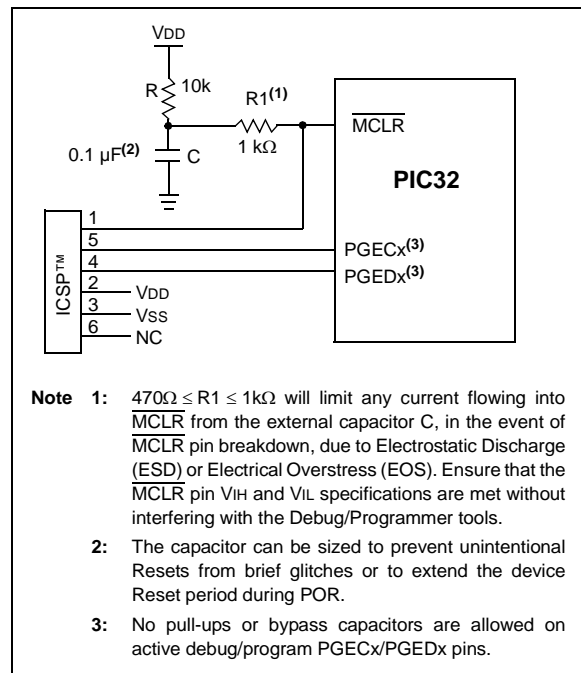 VDD
R 10k
R1(1)
1 kΩ
MCLR
0.1 µF(2)
C
PIC32
ICSP™
1
5
4
2
3
6
PGECx(3)
PGEDx(3)
VDD
VSS
NC
Note 1: 470Ω ≤ R1 ≤ 1kΩ will limit any current flowing into
MCLR from the external capacitor C, in the event of
MCLR pin breakdown, due to Electrostatic Discharge
(ESD) or Electrical Overstress (EOS). Ensure that the
MCLR pin VIH and VIL specifications are met without
interfering with the Debug/Programmer tools.
2: The capacitor can be sized to prevent unintentional
Resets from brief glitches or to extend the device
Reset period during POR.
3: No pull-ups or bypass capacitors are allowed on
active debug/program PGECx/PGEDx pins.